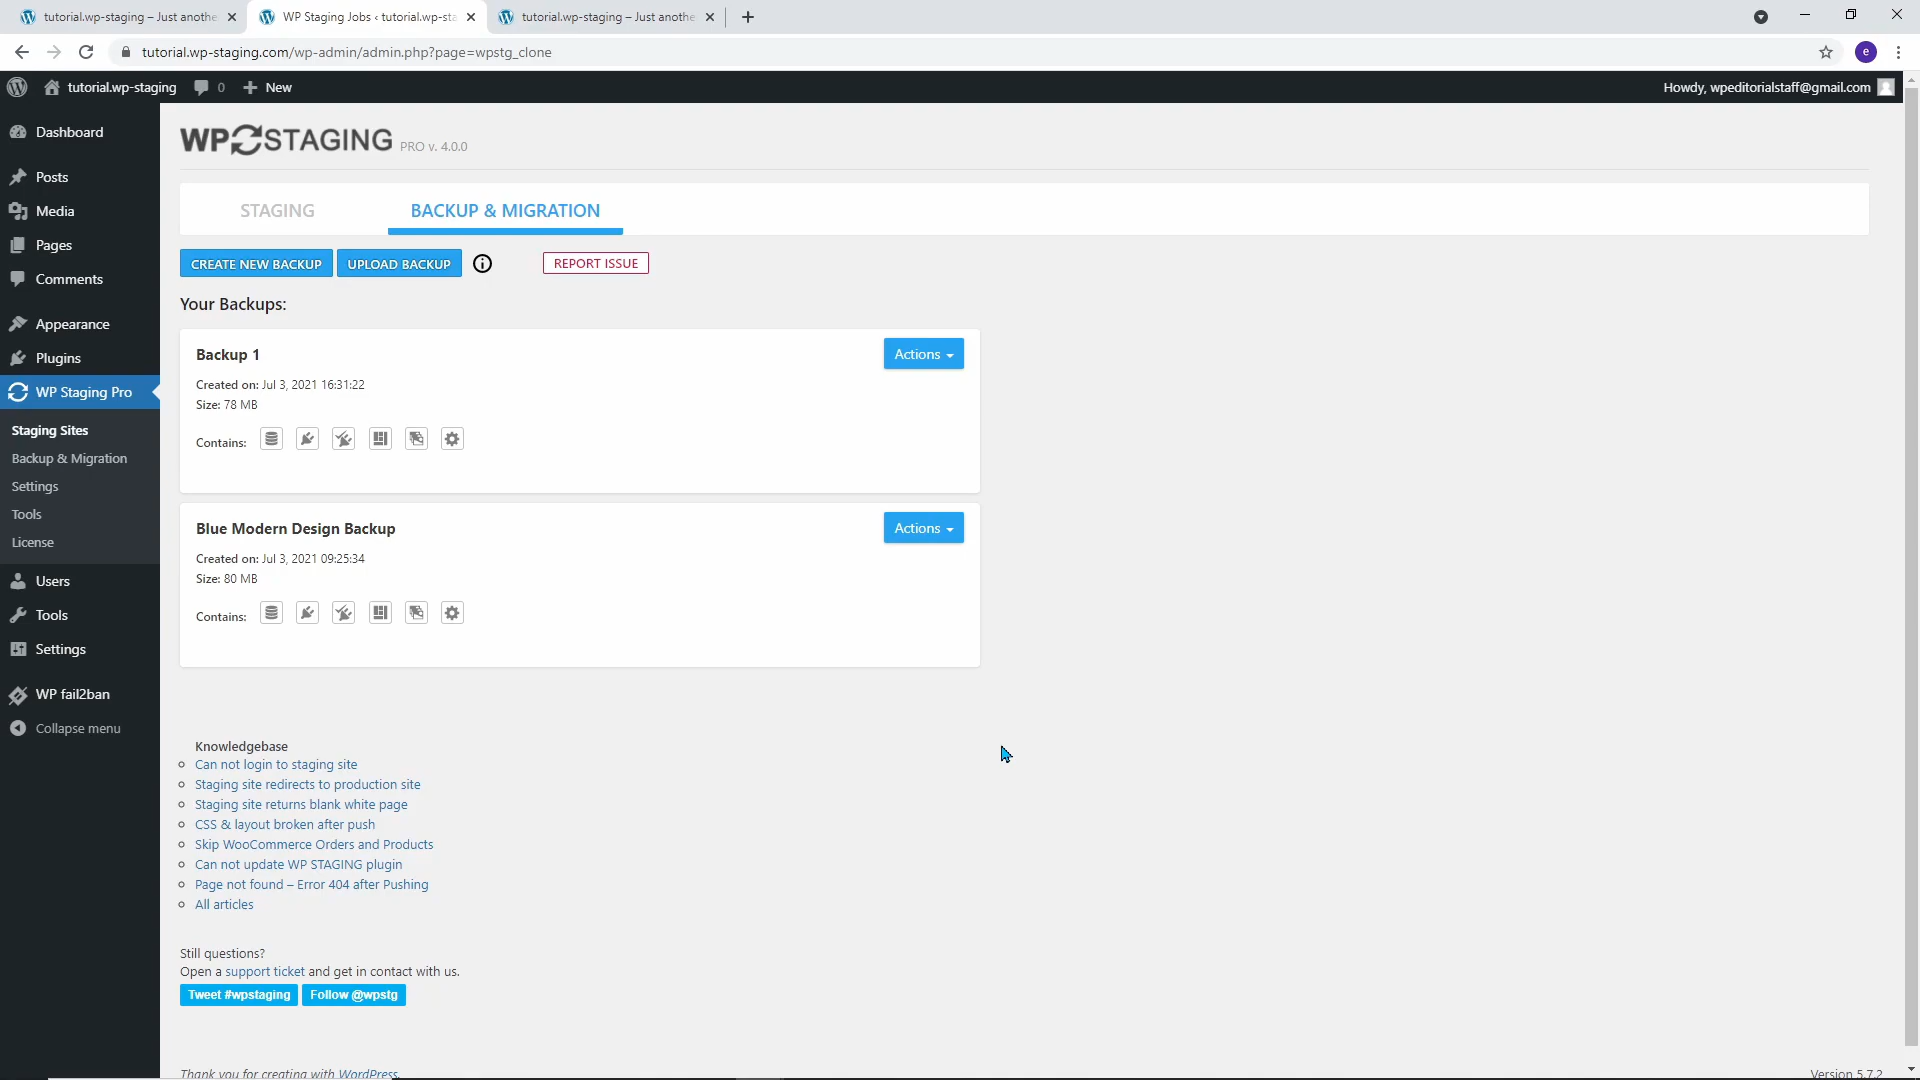 tutorial.wp-staging – Just anothe
WP Staging Jobs ‹ tutorial.wp-sta
tutorial.wp-staging – Just anothe
tutorial.wp-staging.com/wp-admin/admin.php?page=wpstg_clone
e
tutorial.wp-staging
0
New
Howdy, wpeditorialstaff@gmail.com
Dashboard
Posts
Media
Pages
Comments
Appearance
Plugins
WP Staging Pro
Staging Sites
Backup & Migration
Settings
Tools
License
Users
Tools
Settings
WP fail2ban
Collapse menu
WP STAGING PRO v. 4.0.0
STAGING
BACKUP & MIGRATION
CREATE NEW BACKUP
UPLOAD BACKUP
REPORT ISSUE
Your Backups:
Backup 1
Actions
Created on: Jul 3, 2021 16:31:22
Size: 78 MB
Contains:
Blue Modern Design Backup
Actions
Created on: Jul 3, 2021 09:25:34
Size: 80 MB
Contains:
Knowledgebase
Can not login to staging site
Staging site redirects to production site
Staging site returns blank white page
CSS & layout broken after push
Skip WooCommerce Orders and Products
Can not update WP STAGING plugin
Page not found – Error 404 after Pushing
All articles
Still questions?
Open a support ticket and get in contact with us.
Tweet #wpstaging
Follow @wpstg
Thank you for creating with WordPress.
Version 5.7.2